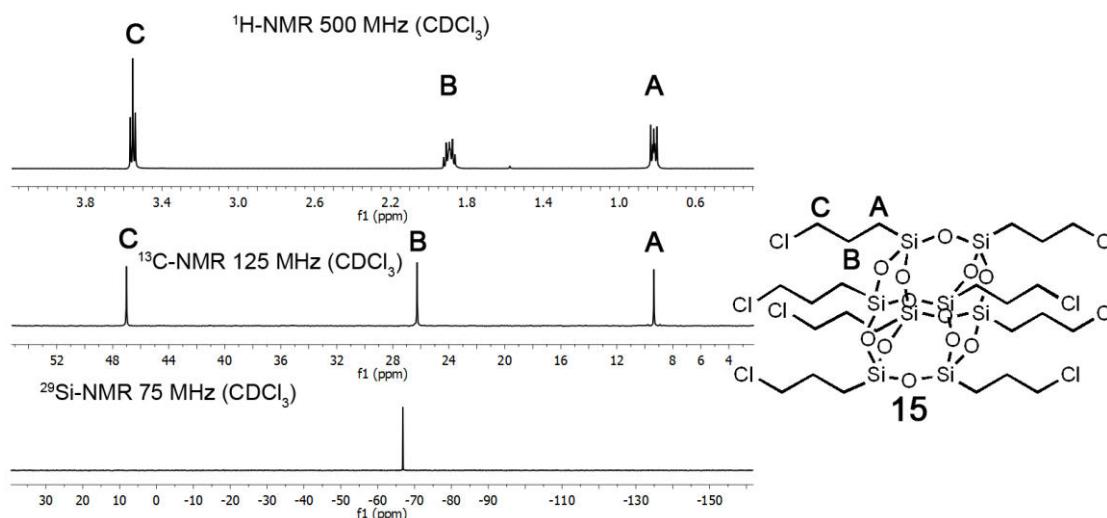 ¹H-NMR 500 MHz (CDCl₃)
C
B
A
3.8 3.4 3.0 2.6 2.2 1.8 1.4 1.0 0.6
f1 (ppm)
C
B
A
¹³C-NMR 125 MHz (CDCl₃)
52 48 44 40 36 32 28 24 20 16 12 8 6 4
f1 (ppm)
²⁹Si-NMR 75 MHz (CDCl₃)
30 20 10 0 -10 -20 -30 -40 -50 -60 -70 -80 -90 -110 -130 -150
f1 (ppm)
C A
Cl Si O Si C
B O O O O
Cl Si O Si Cl
Cl Si O Si C
O O O O
Cl Si O Si Cl
15